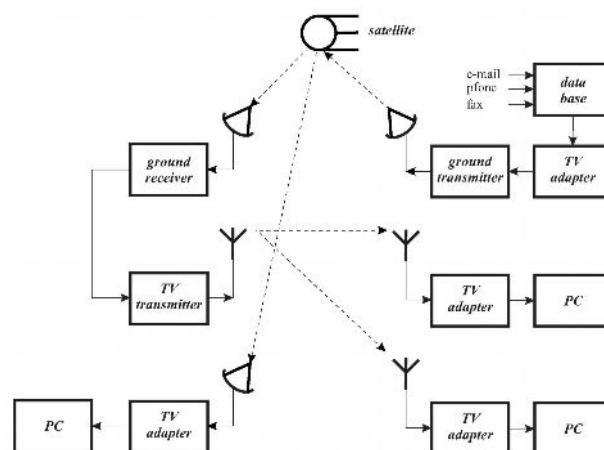 satellite
e-mail
pfone
fax
data
base
ground
receiver
ground
transmitter
TV
adapter
TV
transmitter
TV
adapter
PC
PC
TV
adapter
TV
adapter
PC